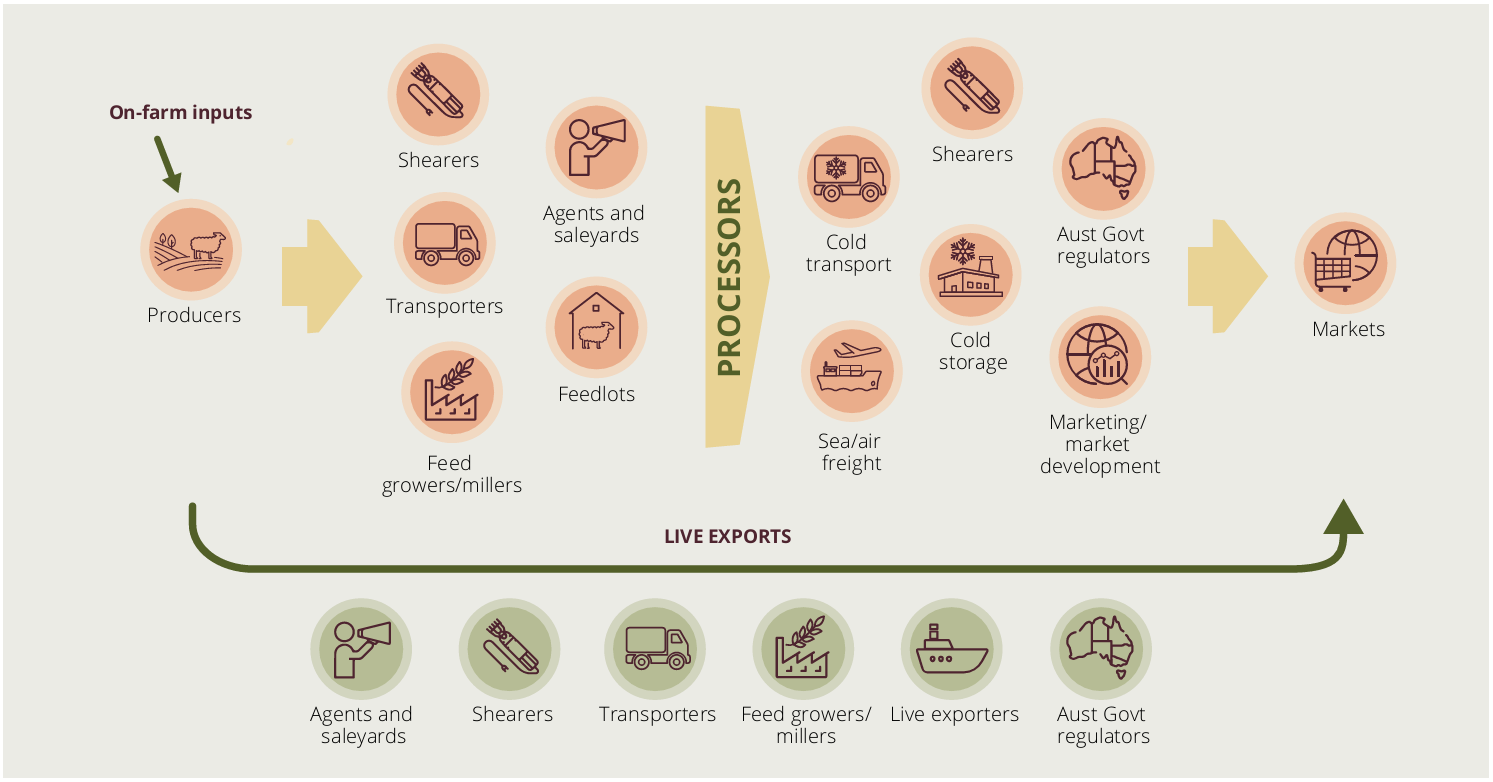 On-farm inputs
Producers
Shearers
Agents and
saleyards
Transporters
Feedlots
Feed
growers/millers
PROCESSORS
Shearers
Cold
transport
Aust Govt
regulators
Cold
storage
Sea/air
freight
Marketing/
market
development
Markets
LIVE EXPORTS
Agents and
saleyards
Shearers
Transporters
Feed growers/
millers
Live exporters
Aust Govt
regulators